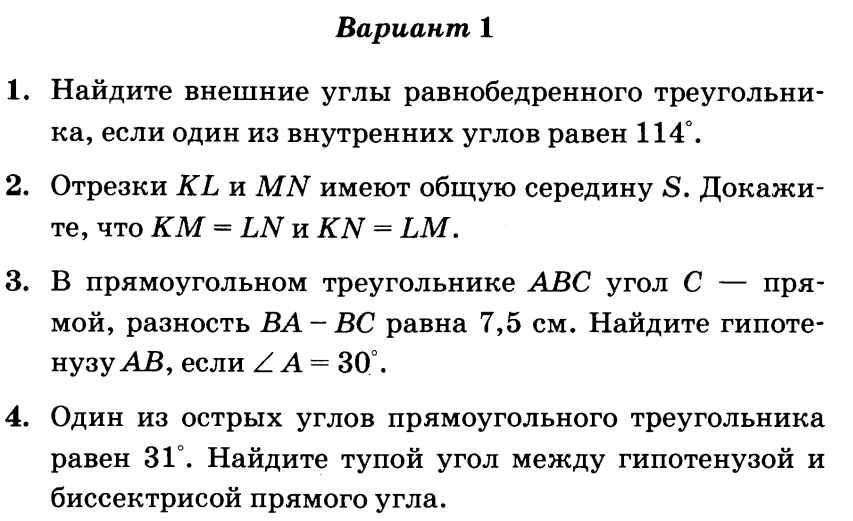 Вариант 1
1. Найдите внешние углы равнобедренного треугольни-
ка, если один из внутренних углов равен 114°.
2. Отрезки KL и MN имеют общую середину S. Докажи-
те, что KM = LN и KN = LM.
3. В прямоугольном треугольнике ABC угол C — пря-
мой, разность BA – BC равна 7,5 см. Найдите гипоте-
нузу AB, если ∠ A = 30°.
4. Один из острых углов прямоугольного треугольника
равен 31°. Найдите тупой угол между гипотенузой и
биссектрисой прямого угла.